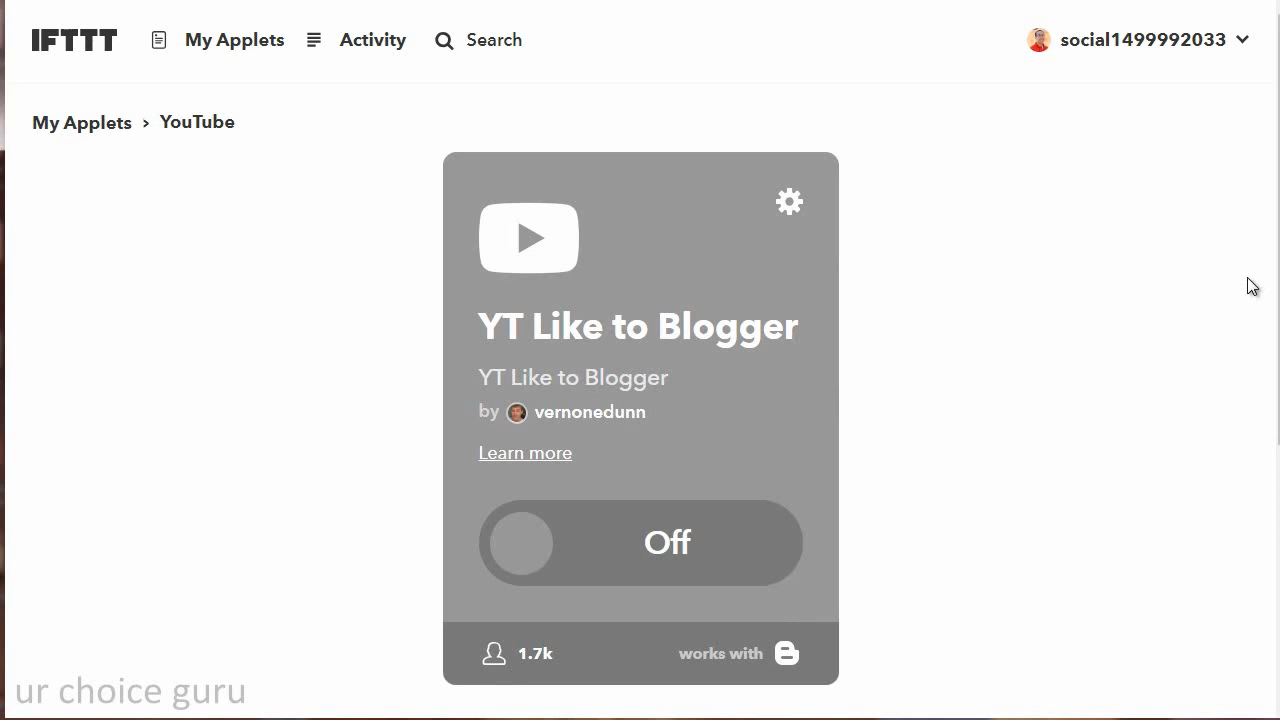 IFTTT My Applets Activity Search social1499992033
My Applets › YouTube
YT Like to Blogger
YT Like to Blogger
by vernonedunn
Learn more
Off
1.7k works with
ur choice guru